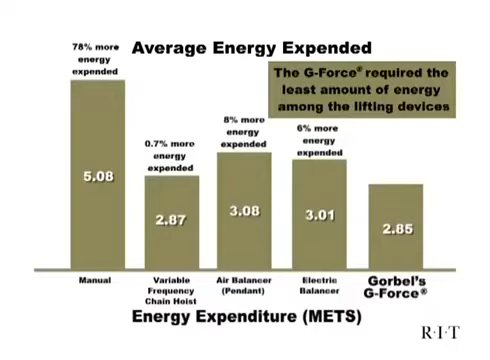 Average Energy Expended
78% more
energy
expended
The G-Force® required the
least amount of energy
among the lifting devices
0.7% more
energy
expended
8% more
energy
expended
6% more
energy
expended
5.08
2.87
3.08
3.01
2.85
Manual
Variable
Frequency
Chain Hoist
Air Balancer
(Pendant)
Electric
Balancer
Gorbel's
G-Force®
Energy Expenditure (METS)
R·I·T